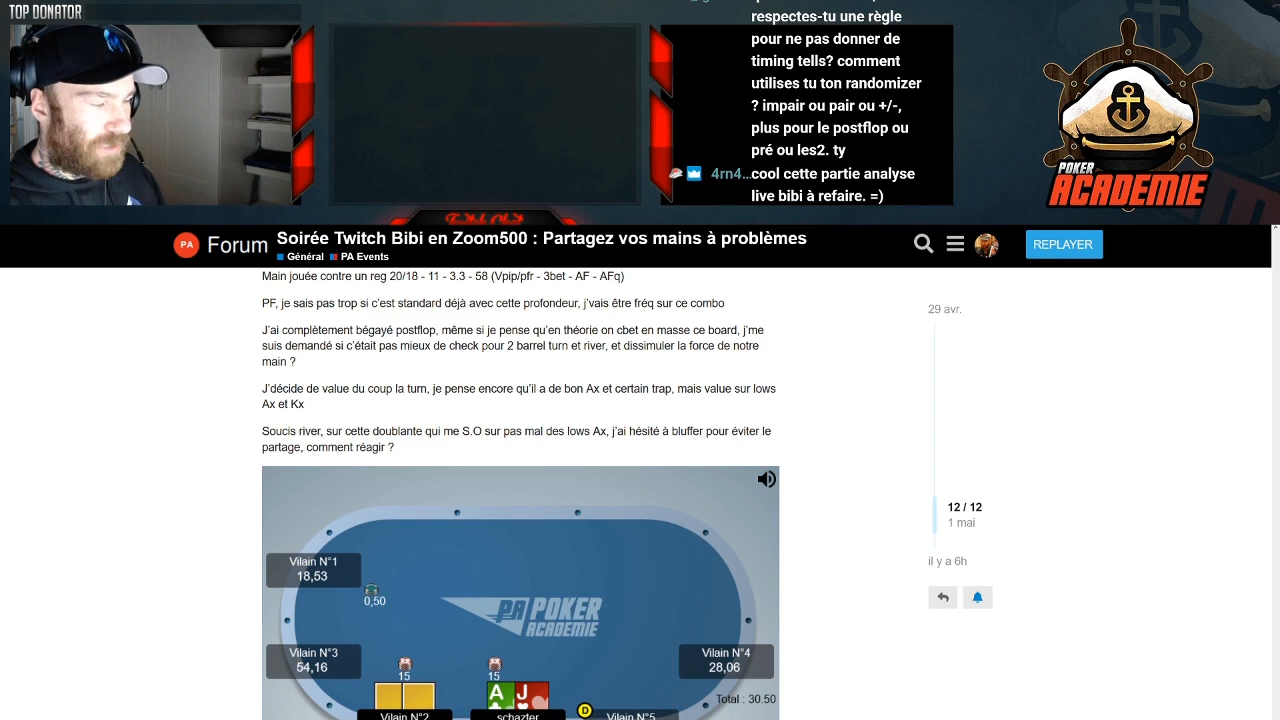 TOP DONATOR
respectes-tu une règle
pour ne pas donner de
timing tells? comment
utilises tu ton randomizer
? impair ou pair ou +/-,
plus pour le postflop ou
pré ou les2. ty
4rn4... cool cette partie analyse
live bibi à refaire. =)
POKER
ACADEMIE
PA Forum
Soirée Twitch Bibi en Zoom500 : Partagez vos mains à problèmes
Général PA Events
REPLAYER
Main jouée contre un reg 20/18 - 11 - 3.3 - 58 (Vpip/pfr - 3bet - AF - AFq)
PF, je sais pas trop si c'est standard déjà avec cette profondeur, j'vais être fréq sur ce combo
J'ai complètement bégayé postflop, même si je pense qu'en théorie on cbet en masse ce board, j'me
suis demandé si c'était pas mieux de check pour 2 barrel turn et river, et dissimuler la force de notre
main ?
J'décide de value du coup la turn, je pense encore qu'il a de bon Ax et certain trap, mais value sur lows
Ax et Kx
Soucis river, sur cette doublante qui me S.O sur pas mal des lows Ax, j'ai hésité à bluffer pour éviter le
partage, comment réagir ?
29 avr.
12 / 12
1 mai
il y a 6h
Vilain N°1
18,53
0,50
PA POKER
ACADEMIE
Vilain N°3
54,16
15
15
Vilain N°4
28,06
Total : 30.50
A J
Vilain N°2
schazter
D
Vilain N°5